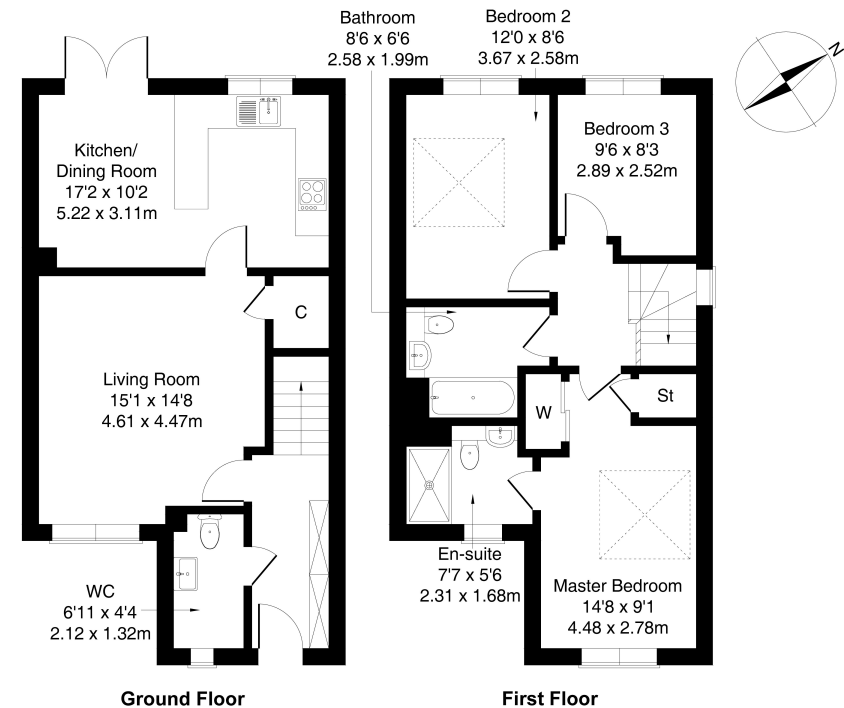 Bathroom
8'6 x 6'6
2.58 x 1.99m
Bedroom 2
12'0 x 8'6
3.67 x 2.58m
N
Kitchen/
Dining Room
17'2 x 10'2
5.22 x 3.11m
Bedroom 3
9'6 x 8'3
2.89 x 2.52m
C
Living Room
15'1 x 14'8
4.61 x 4.47m
W
St
WC
6'11 x 4'4
2.12 x 1.32m
En-suite
7'7 x 5'6
2.31 x 1.68m
Master Bedroom
14'8 x 9'1
4.48 x 2.78m
Ground Floor
First Floor